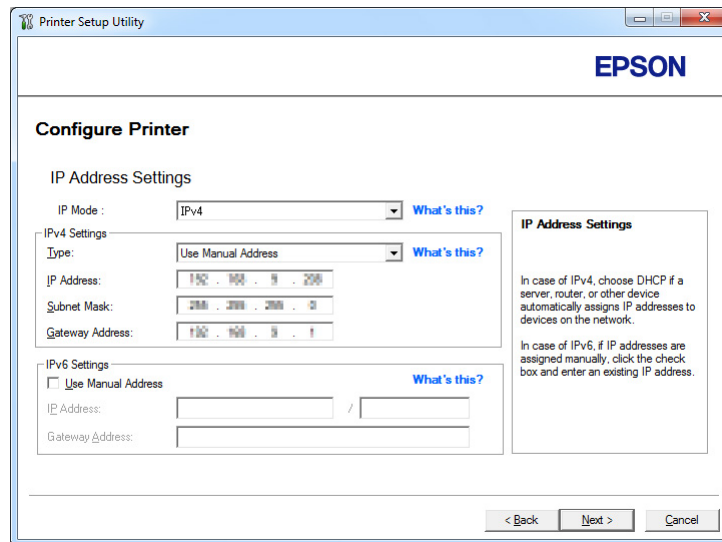 Printer Setup Utility
EPSON
Configure Printer
IP Address Settings
IP Mode : IPv4 What's this?
IPv4 Settings
Type: Use Manual Address What's this?
IP Address:
Subnet Mask:
Gateway Address:
IPv6 Settings
Use Manual Address What's this?
IP Address: /
Gateway Address:
IP Address Settings
In case of IPv4, choose DHCP if a
server, router, or other device
automatically assigns IP addresses to
devices on the network.
In case of IPv6, if IP addresses are
assigned manually, click the check
box and enter an existing IP address.
< Back Next > Cancel